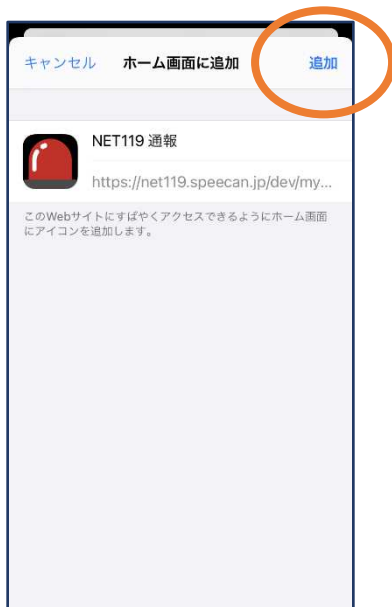 キャンセル ホーム画面に追加 追加
NET119 通報
https://net119.speecan.jp/dev/my...
このWebサイトにすばやくアクセスできるようにホーム画面
にアイコンを追加します。